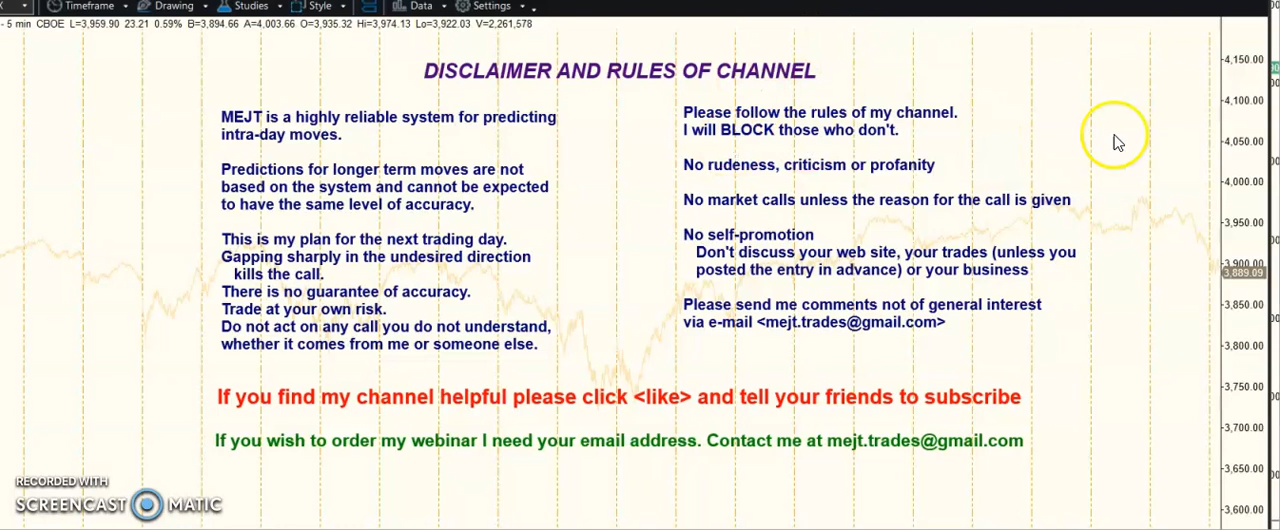 Timeframe Drawing Studies Style Data Settings
- 5 min CBOE L=3,959.90 23.21 0.59% B=3,894.66 A=4,003.66 O=3,935.32 Hi=3,974.13 Lo=3,922.03 V=2,261,578
DISCLAIMER AND RULES OF CHANNEL
MEJT is a highly reliable system for predicting
intra-day moves.
Predictions for longer term moves are not
based on the system and cannot be expected
to have the same level of accuracy.
This is my plan for the next trading day.
Gapping sharply in the undesired direction
kills the call.
There is no guarantee of accuracy.
Trade at your own risk.
Do not act on any call you do not understand,
whether it comes from me or someone else.
Please follow the rules of my channel.
I will BLOCK those who don't.
No rudeness, criticism or profanity
No market calls unless the reason for the call is given
No self-promotion
Don't discuss your web site, your trades (unless you
posted the entry in advance) or your business
Please send me comments not of general interest
via e-mail <mejt.trades@gmail.com>
If you find my channel helpful please click <like> and tell your friends to subscribe
If you wish to order my webinar I need your email address. Contact me at mejt.trades@gmail.com
4,150.00
4,100.00
4,050.00
4,000.00
3,950.00
3,900.00
3,889.09
3,850.00
3,800.00
3,750.00
3,700.00
3,650.00
3,600.00
RECORDED WITH
SCREENCAST MATIC